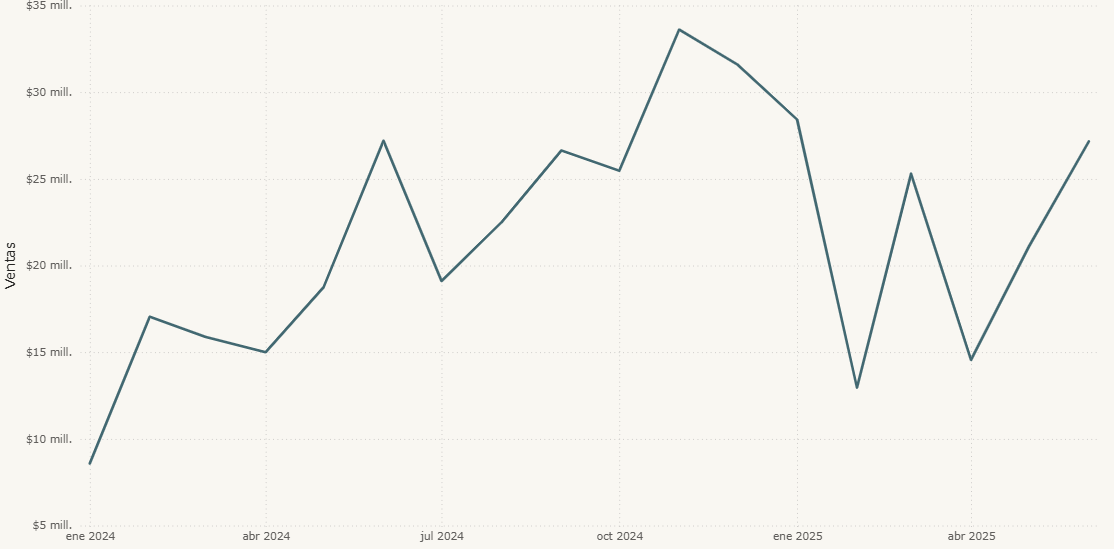 $35 mill.
$30 mill.
$25 mill.
$20 mill.
$15 mill.
$10 mill.
$5 mill.
Ventas
ene 2024
abr 2024
jul 2024
oct 2024
ene 2025
abr 2025